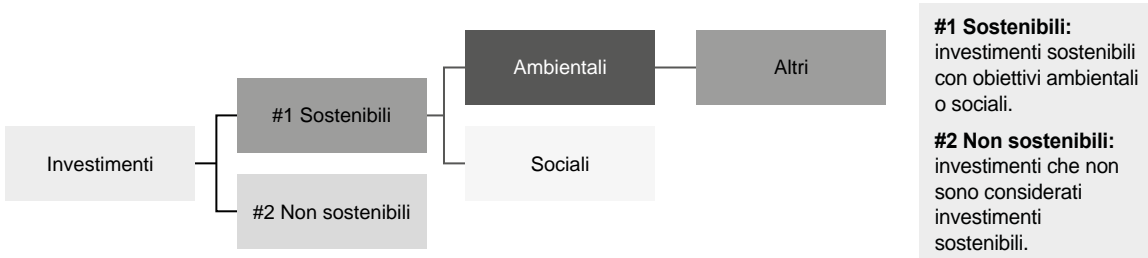 Investimenti
#1 Sostenibili
#2 Non sostenibili
Ambientali
Sociali
Altri
#1 Sostenibili:
investimenti sostenibili
con obiettivi ambientali
o sociali.
#2 Non sostenibili:
investimenti che non
sono considerati
investimenti
sostenibili.